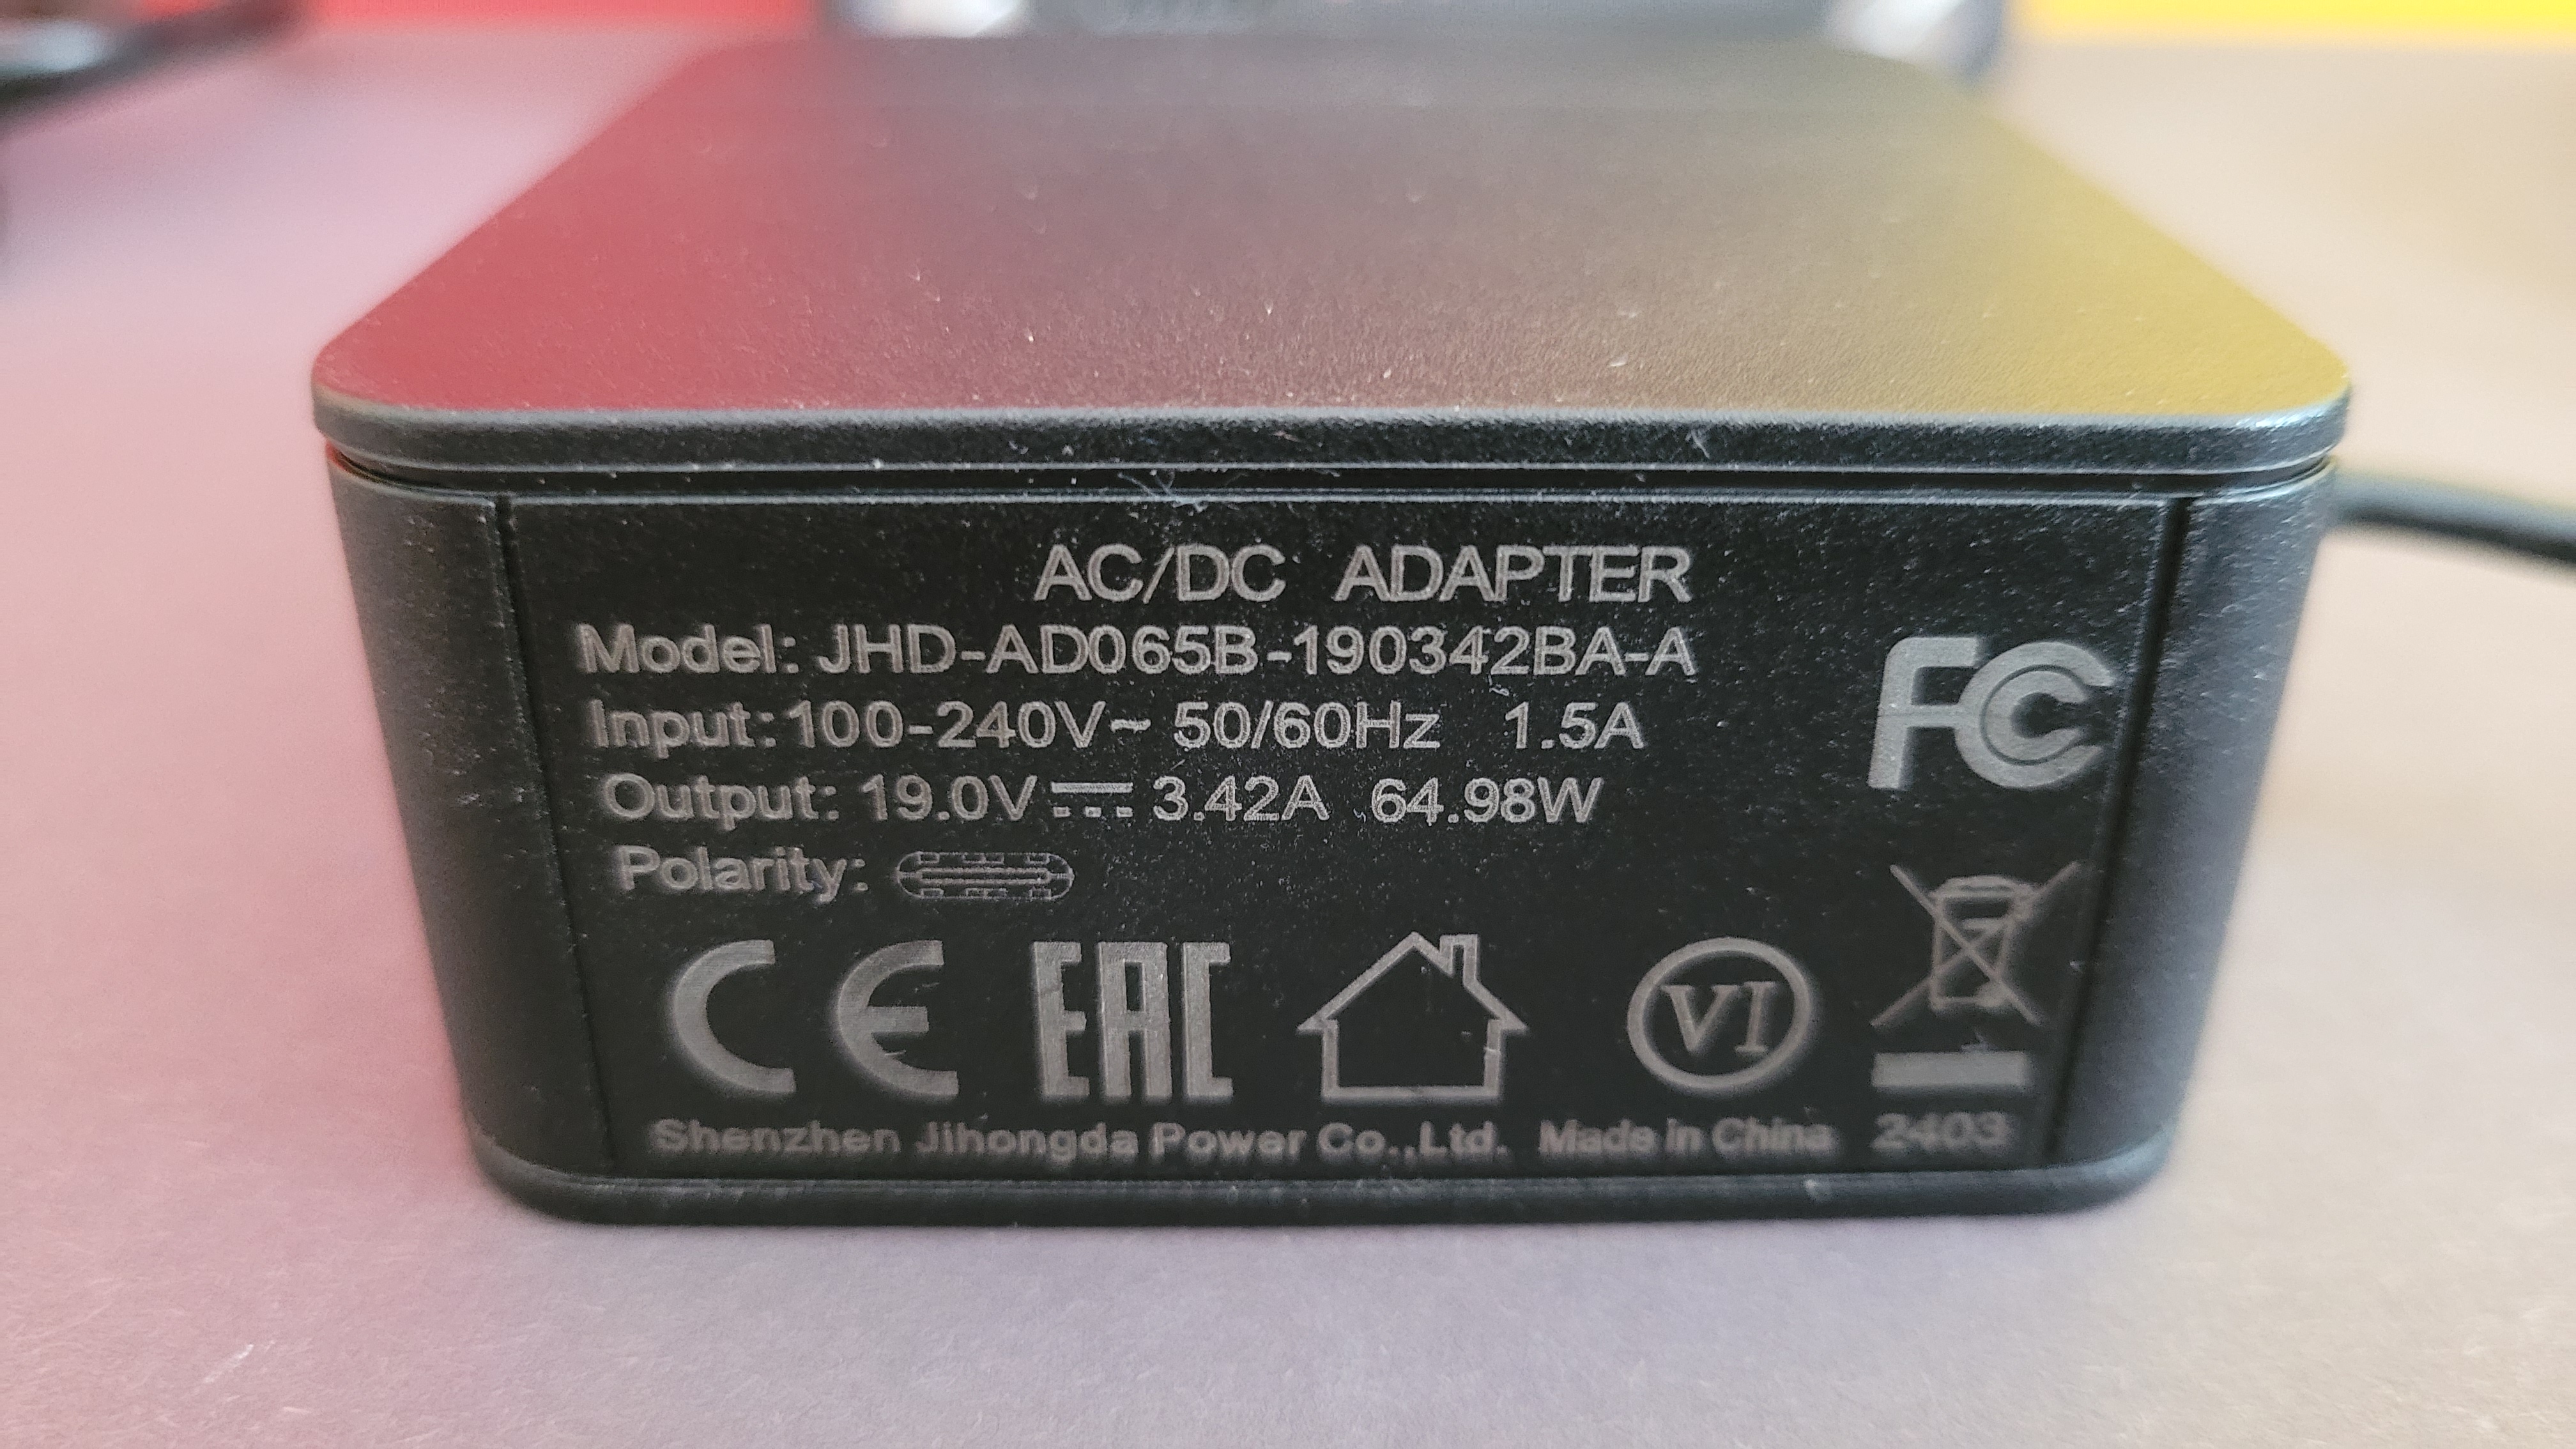 AC/DC ADAPTER
Model: JHD-AD065B-190342BA-A
Input: 100-240V~ 50/60Hz 1.5A
Output: 19.0V⎓3.42A 64.98W
Polarity:
FC
CE EAC VI
Shenzhen Jihongda Power Co.,Ltd. Made in China 2403